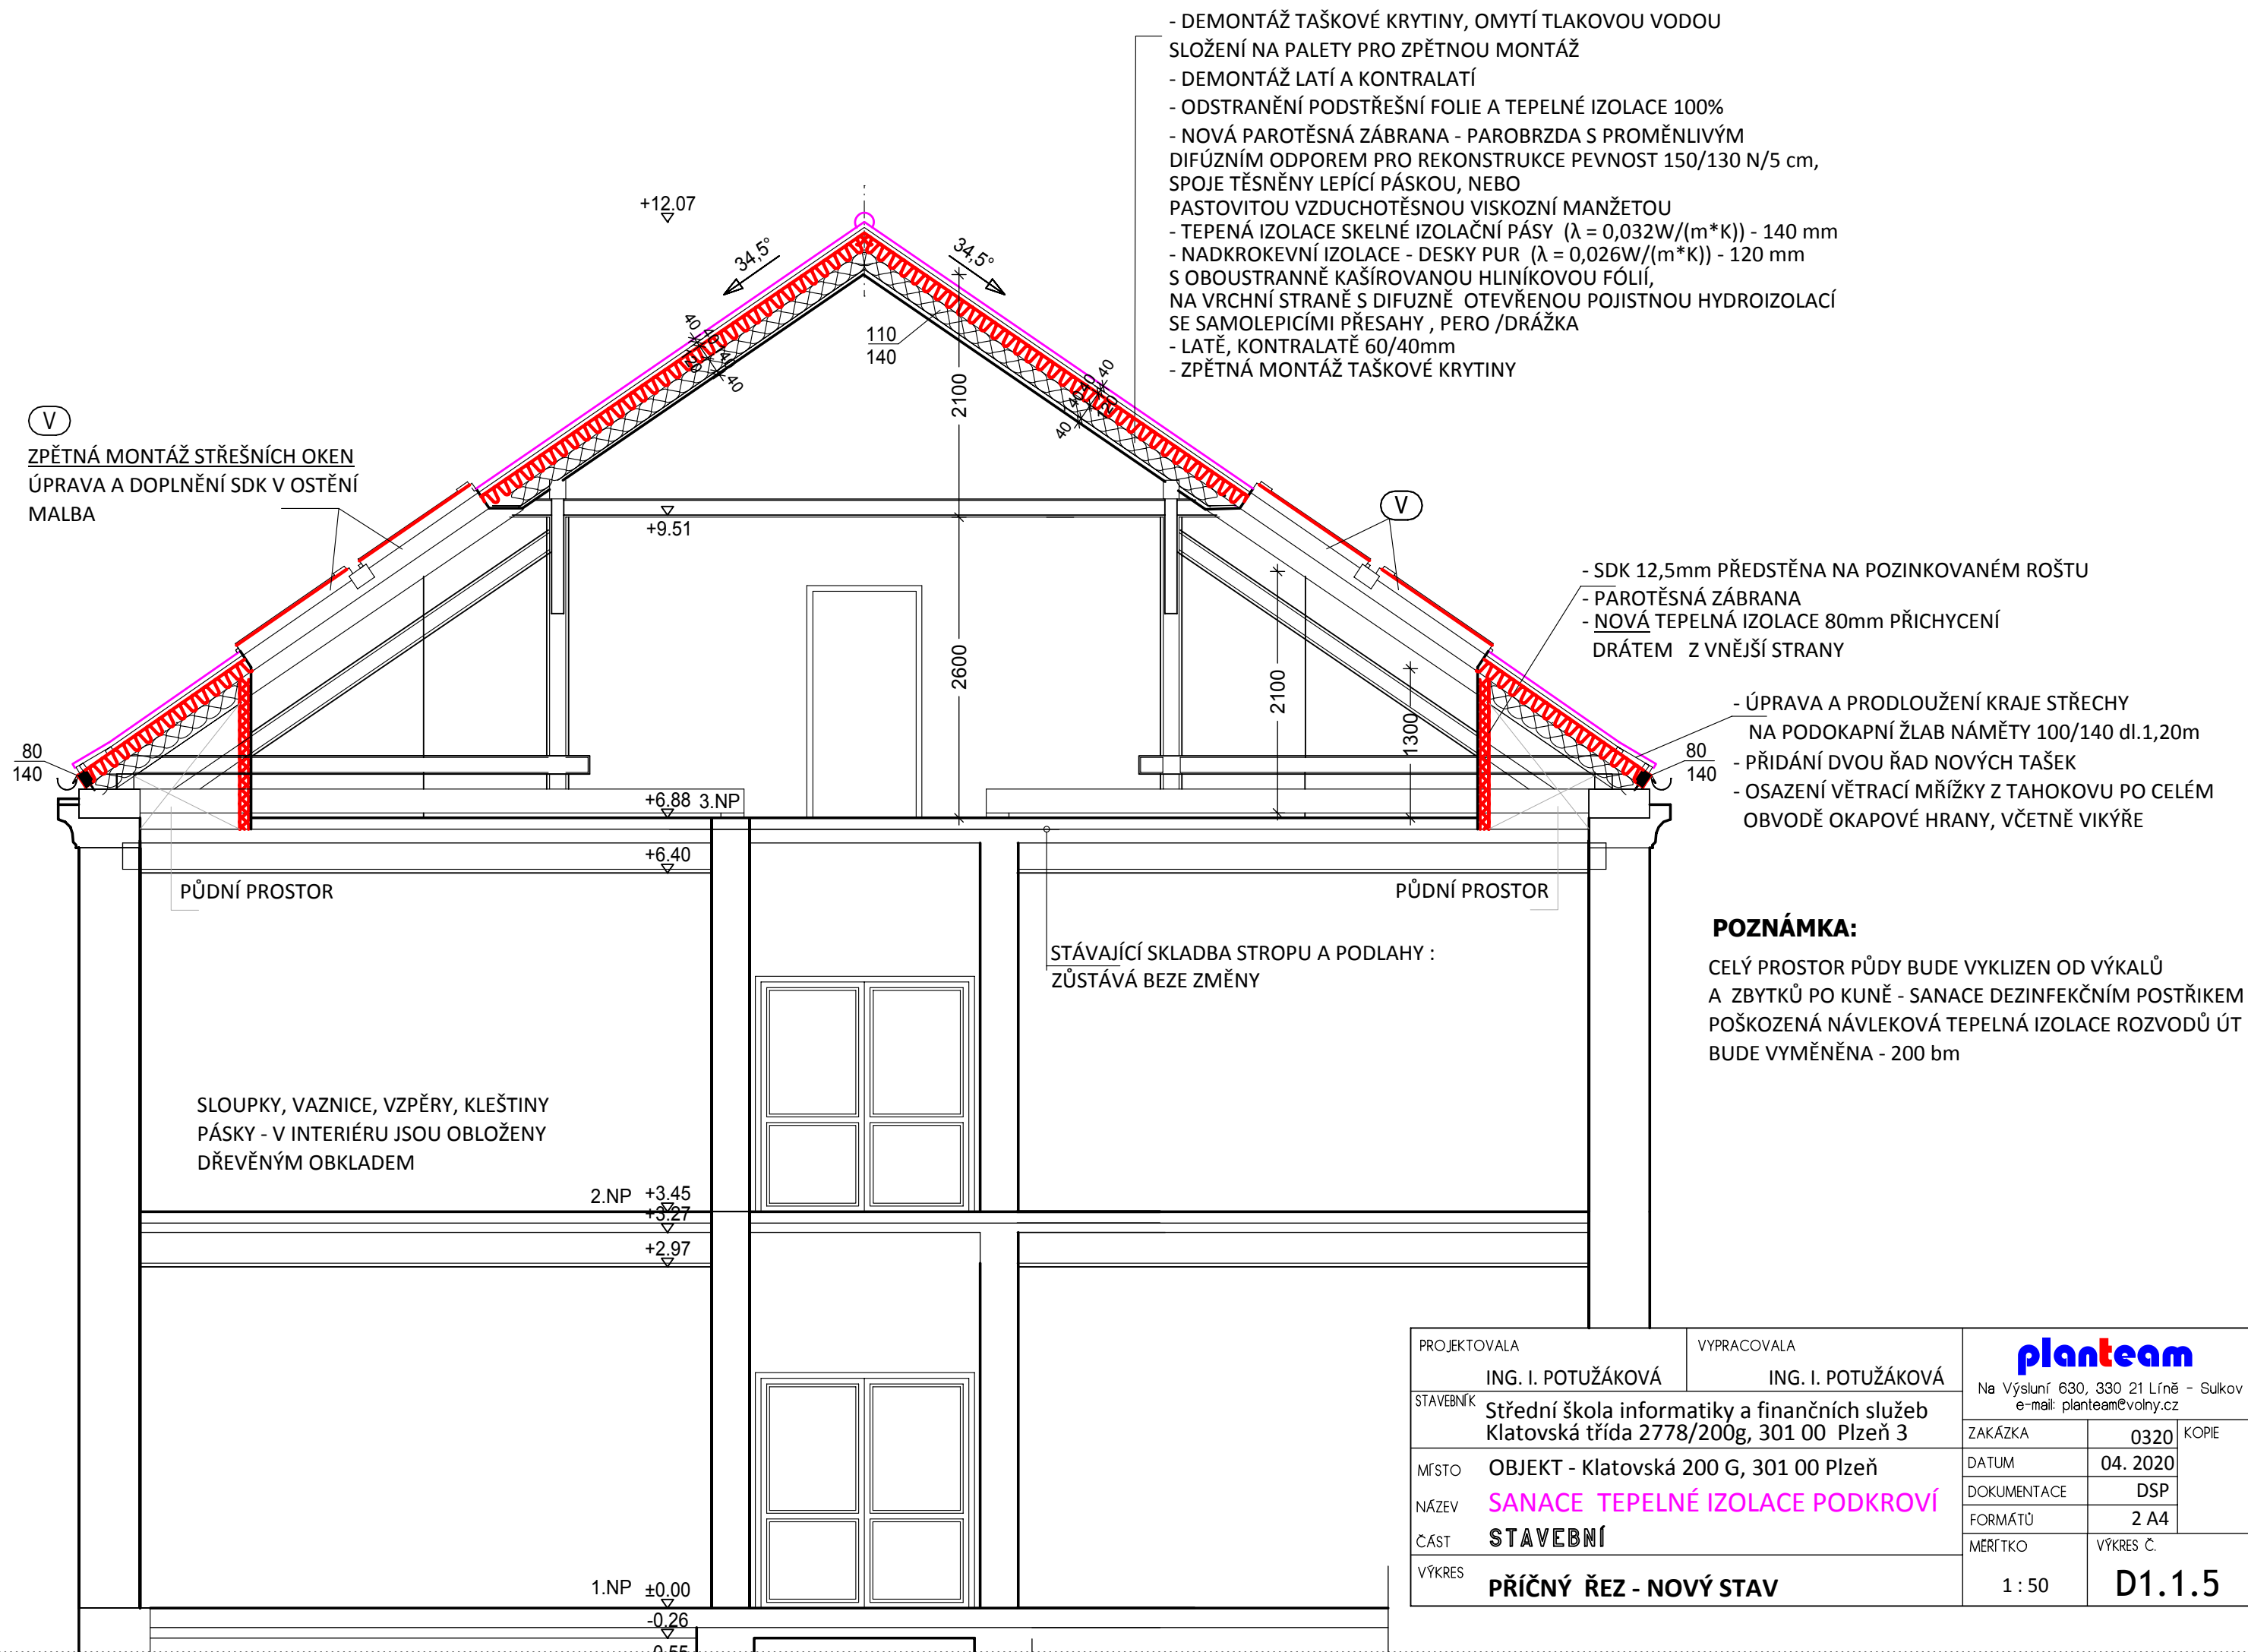 - DEMONTÁŽ TAŠKOVÉ KRYTINY, OMYTÍ TLAKOVOU VODOU
SLOŽENÍ NA PALETY PRO ZPĚTNOU MONTÁŽ
- DEMONTÁŽ LATÍ A KONTRALATÍ
- ODSTRANĚNÍ PODSTŘEŠNÍ FOLIE A TEPELNÉ IZOLACE 100%
- NOVÁ PAROTĚSNÁ ZÁBRANA - PAROBRZDA S PROMĚNLIVÝM
DIFÚZNÍM ODPOREM PRO REKONSTRUKCE PEVNOST 150/130 N/5 cm,
SPOJE TĚSNĚNY LEPÍCÍ PÁSKOU, NEBO
PASTOVITOU VZDUCHOTĚSNOU VISKOZNÍ MANŽETOU
- TEPENÁ IZOLACE SKELNÉ IZOLAČNÍ PÁSY (λ = 0,032W/(m*K)) - 140 mm
- NADKROKEVNÍ IZOLACE - DESKY PUR (λ = 0,026W/(m*K)) - 120 mm
S OBOUSTRANNĚ KAŠÍROVANOU HLINÍKOVOU FÓLIÍ,
NA VRCHNÍ STRANĚ S DIFUZNĚ OTEVŘENOU POJISTNOU HYDROIZOLACÍ
SE SAMOLEPICÍMI PŘESAHY , PERO /DRÁŽKA
- LATĚ, KONTRALATĚ 60/40mm
- ZPĚTNÁ MONTÁŽ TAŠKOVÉ KRYTINY
+12.07
34,5°
34,5°
110
140
2100
40
40
40
40
40
V
ZPĚTNÁ MONTÁŽ STŘEŠNÍCH OKEN
ÚPRAVA A DOPLNĚNÍ SDK V OSTĚNÍ
MALBA
+9.51
V
- SDK 12,5mm PŘEDSTĚNA NA POZINKOVANÉM ROŠTU
- PAROTĚSNÁ ZÁBRANA
- NOVÁ TEPELNÁ IZOLACE 80mm PŘICHYCENÍ
DRÁTEM Z VNĚJŠÍ STRANY
2600
2100
1300
- ÚPRAVA A PRODLOUŽENÍ KRAJE STŘECHY
NA PODOKAPNÍ ŽLAB NÁMĚTY 100/140 dl.1,20m
- PŘIDÁNÍ DVOU ŘAD NOVÝCH TAŠEK
- OSAZENÍ VĚTRACÍ MŘÍŽKY Z TAHOKOVU PO CELÉM
OBVODĚ OKAPOVÉ HRANY, VČETNĚ VIKÝŘE
80
140
80
140
+6.88 3.NP
+6.40
PŮDNÍ PROSTOR
PŮDNÍ PROSTOR
STÁVAJÍCÍ SKLADBA STROPU A PODLAHY :
ZŮSTÁVÁ BEZE ZMĚNY
POZNÁMKA:
CELÝ PROSTOR PŮDY BUDE VYKLIZEN OD VÝKALŮ
A ZBYTKŮ PO KUNĚ - SANACE DEZINFEKČNÍM POSTŘIKEM
POŠKOZENÁ NÁVLEKOVÁ TEPELNÁ IZOLACE ROZVODŮ ÚT
BUDE VYMĚNĚNA - 200 bm
SLOUPKY, VAZNICE, VZPĚRY, KLEŠTINY
PÁSKY - V INTERIÉRU JSOU OBLOŽENY
DŘEVĚNÝM OBKLADEM
2.NP +3.45
+3.27
+2.97
1.NP ±0.00
-0.26
PROJEKTOVALA
ING. I. POTUŽÁKOVÁ
VYPRACOVALA
ING. I. POTUŽÁKOVÁ
planteam
Na Výsluní 630, 330 21 Líně - Sulkov
e-mail: planteam@volny.cz
STAVEBNÍK Střední škola informatiky a finančních služeb
Klatovská třída 2778/200g, 301 00 Plzeň 3
MÍSTO OBJEKT - Klatovská 200 G, 301 00 Plzeň
NÁZEV SANACE TEPELNÉ IZOLACE PODKROVÍ
ČÁST STAVEBNÍ
VÝKRES PŘÍČNÝ ŘEZ - NOVÝ STAV
ZAKÁZKA 0320 KOPIE
DATUM 04. 2020
DOKUMENTACE DSP
FORMÁTŮ 2 A4
MĚŘÍTKO 1 : 50
VÝKRES Č. D1.1.5